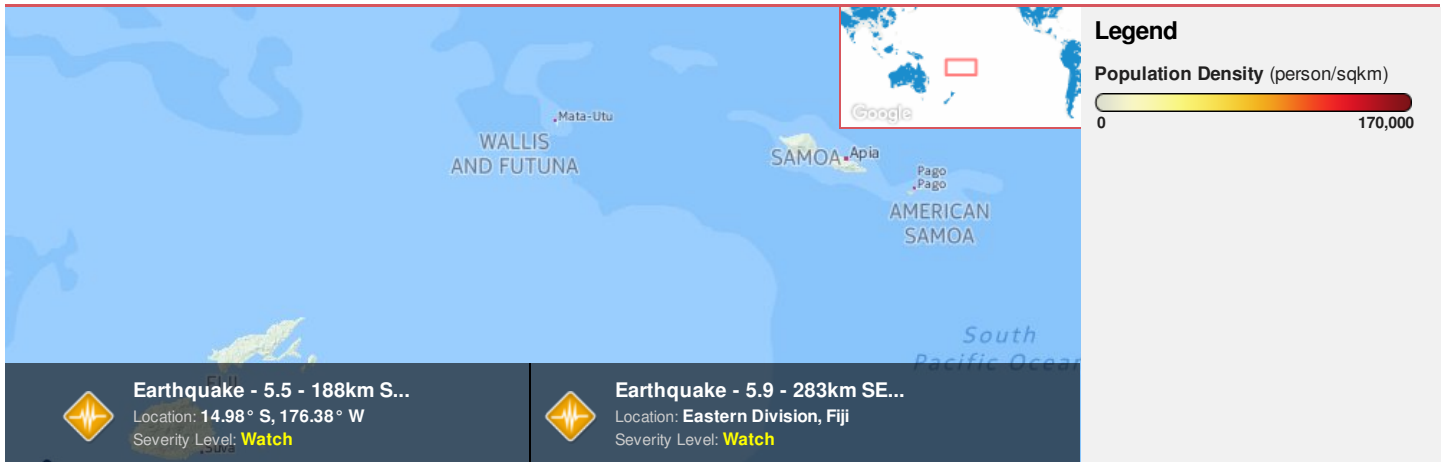 Google
Mata-Utu
WALLIS
AND FUTUNA
SAMOA
Apia
Pago
Pago
AMERICAN
SAMOA
South
Pacific Ocean
FIJI
Suva
Earthquake - 5.5 - 188km S...
Location: 14.98° S, 176.38° W
Severity Level: Watch
Earthquake - 5.9 - 283km SE...
Location: Eastern Division, Fiji
Severity Level: Watch
Legend
Population Density (person/sqkm)
0
170,000